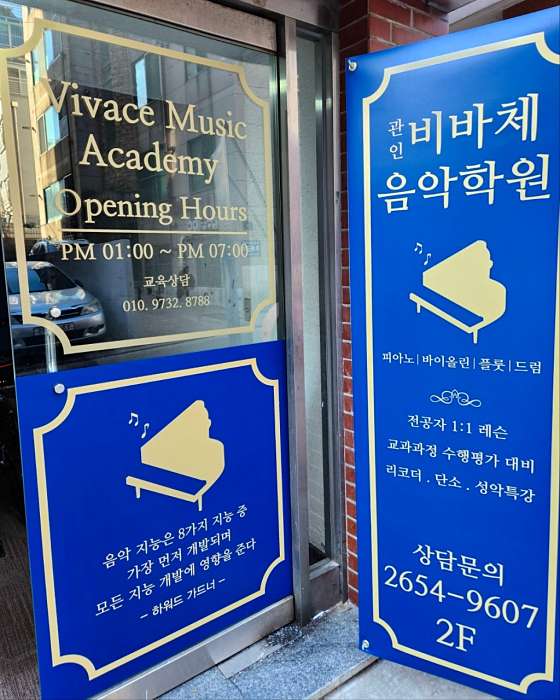 Vivace Music
Academy
Opening Hours
PM 01:00 ~ PM 07:00
교육상담
010. 9732. 8788
음악 지능은 8가지 지능 중
가장 먼저 개발되며
모든 지능 개발에 영향을 준다
- 하워드 가드너 -
관인 비바체
음악학원
피아노|바이올린|플룻|드럼
전공자 1:1 레슨
교과과정 수행평가 대비
리코더 . 단소 . 성악특강
상담문의
2654-9607
2F